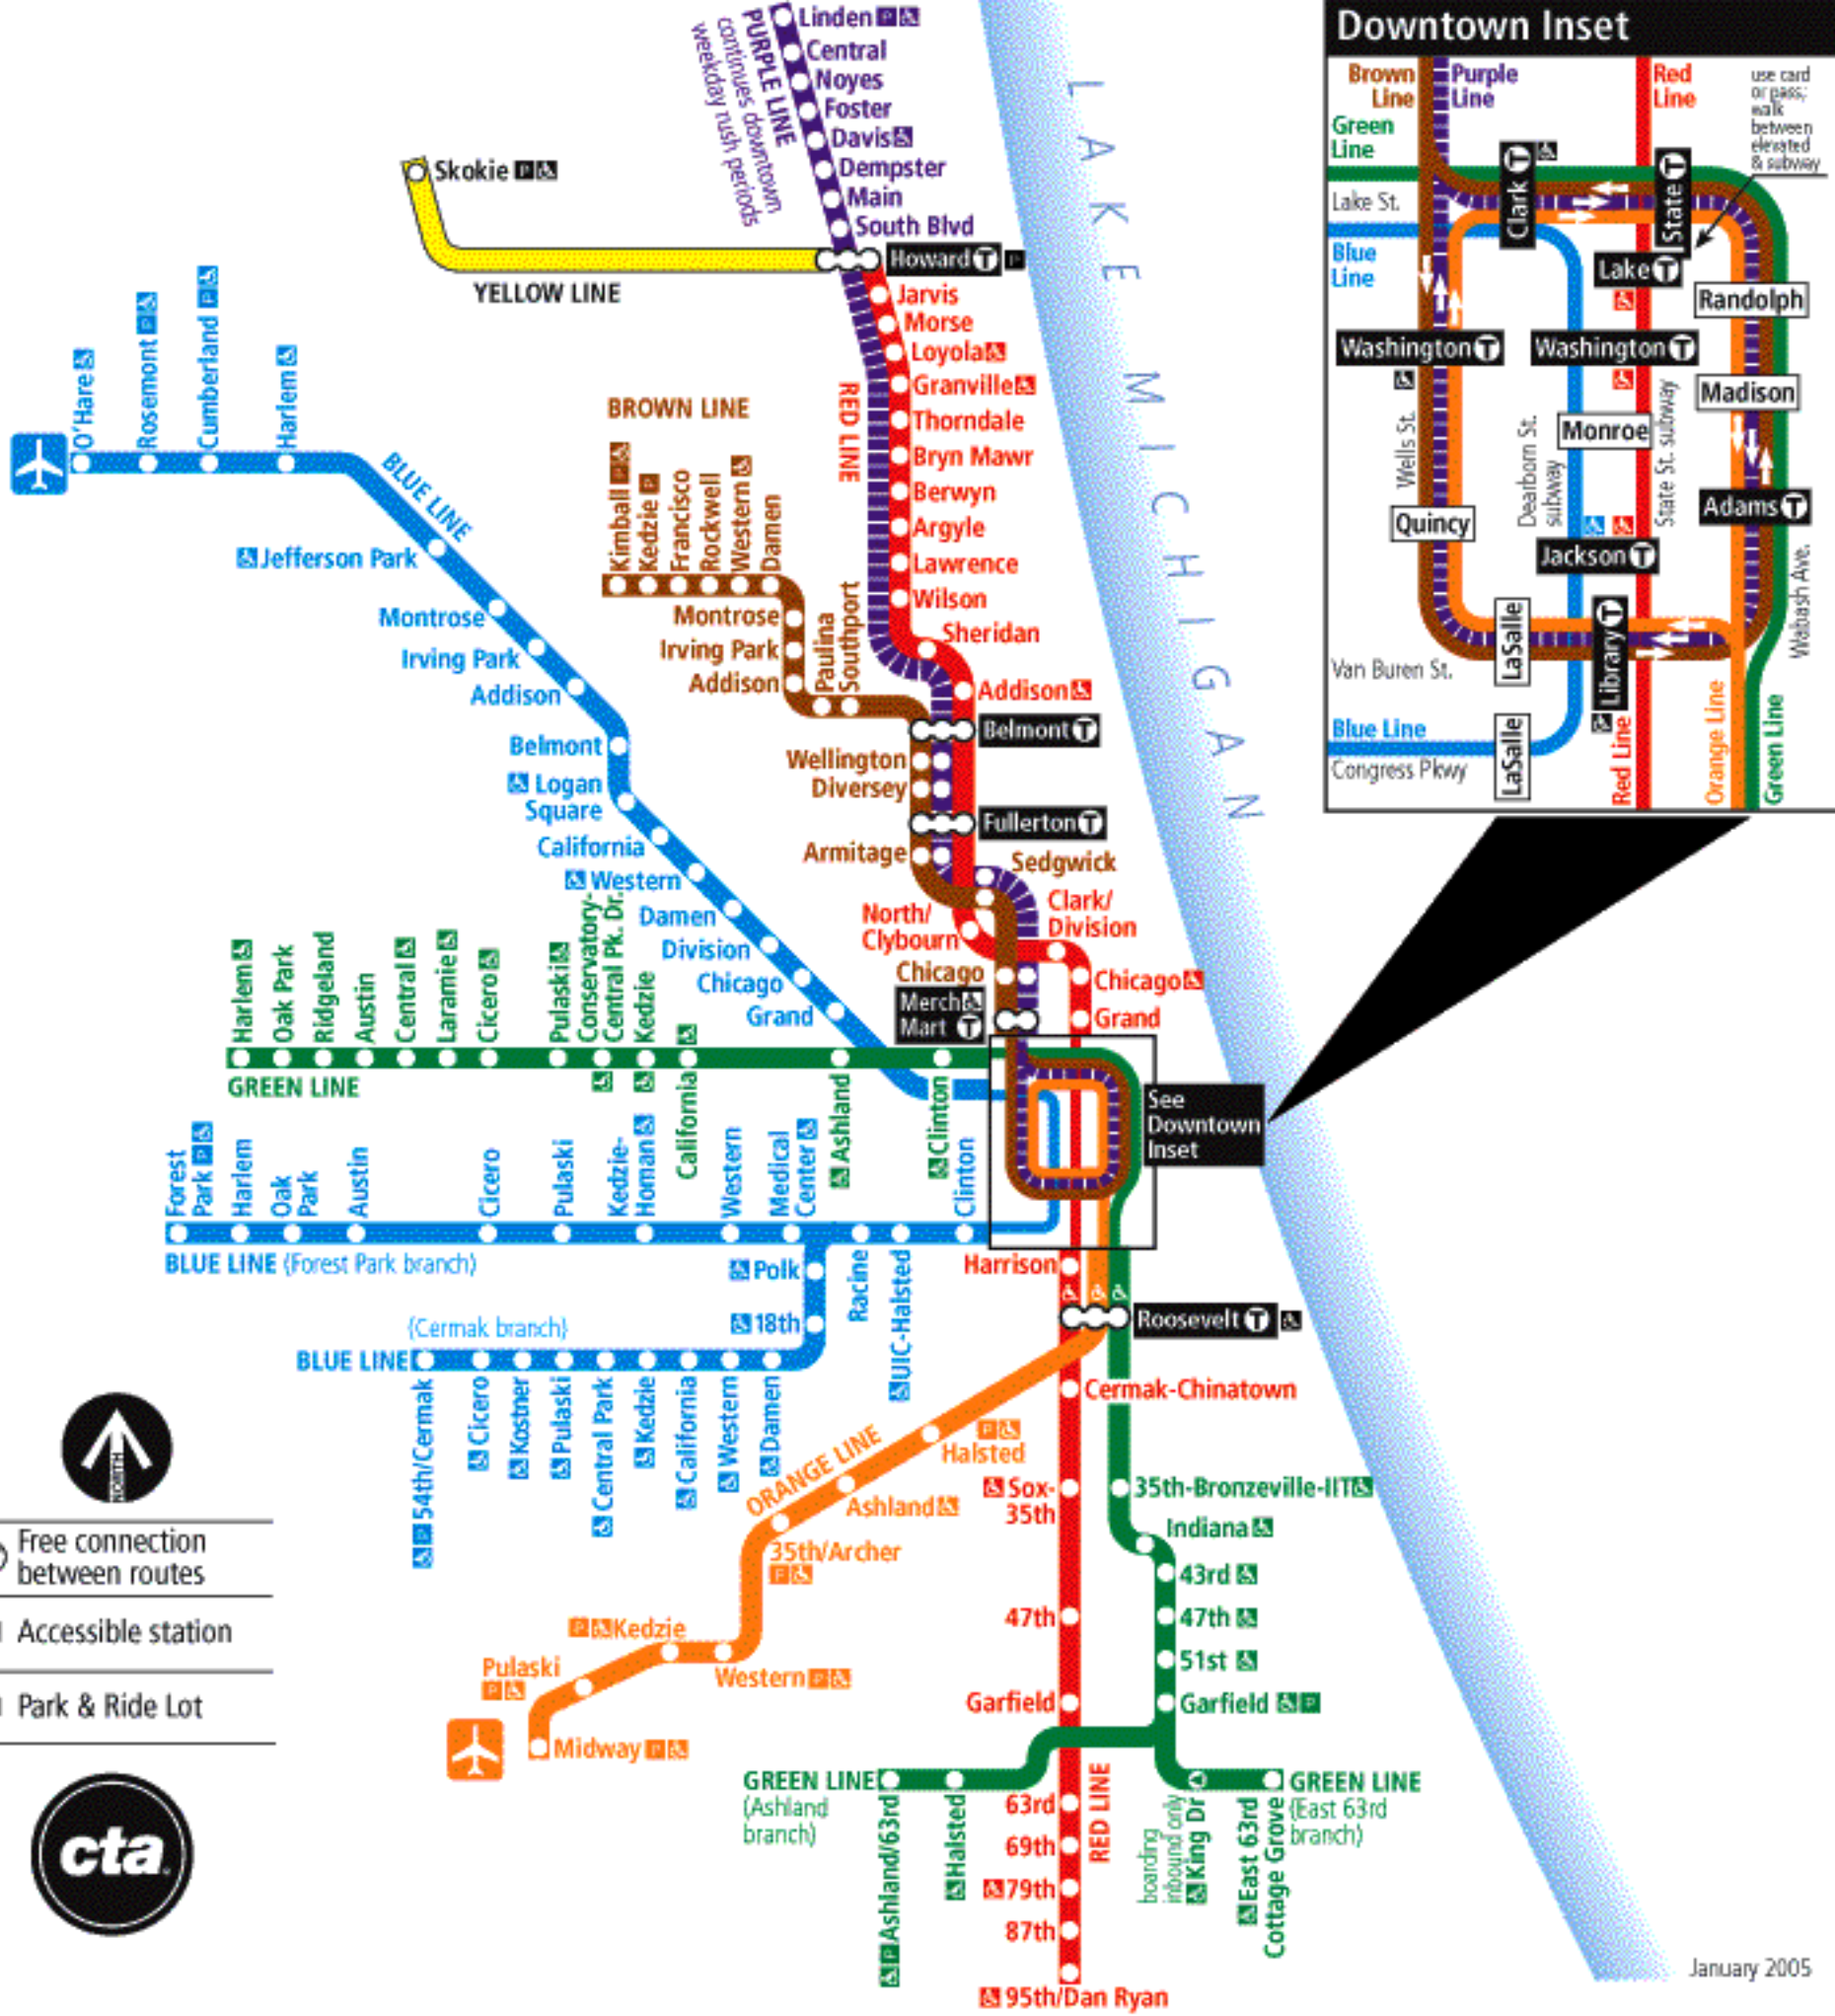 Linden P
Central
Noyes
Foster
Davis
Dempster
Main
South Blvd
PURPLE LINE
continues downtown
weekday rush periods
Skokie P
YELLOW LINE
Howard T P
Jarvis
Morse
Loyola
Granville
Thorndale
Bryn Mawr
Berwyn
Argyle
Lawrence
Wilson
Sheridan
Addison
Belmont T
Fullerton T
RED LINE
LAKE MICHIGAN
O'Hare
Rosemont P
Cumberland P
Harlem
BLUE LINE
Jefferson Park
Montrose
Irving Park
Addison
Belmont
Logan
Square
California
Western
Damen
Division
Chicago
Grand
BROWN LINE
Kimball P
Kedzie P
Francisco
Rockwell
Western
Damen
Montrose
Irving Park
Addison
Paulina
Southport
Wellington
Diversey
Armitage
Sedgwick
North/
Clybourn
Clark/
Division
Chicago
Chicago
Merch
Mart T
Grand
Harlem
Oak Park
Ridgeland
Austin
Central
Laramie
Cicero
Pulaski
Conservatory-
Central Pk. Dr.
Kedzie
California
Ashland
Clinton
GREEN LINE
See
Downtown
Inset
Forest
Park P
Harlem
Oak
Park
Austin
Cicero
Pulaski
Kedzie-
Homan
Western
Medical
Center
Clinton
BLUE LINE (Forest Park branch)
Polk
18th
Racine
UIC-Halsted
(Cermak branch)
BLUE LINE
P 54th/Cermak
Cicero
Kostner
Pulaski
Central Park
Kedzie
California
Western
Damen
Harrison
Roosevelt T
Cermak-Chinatown
ORANGE LINE
P
Halsted
Ashland
35th/Archer
P Kedzie
Western P
Pulaski
P
Midway P
Sox-
35th
47th
Garfield
63rd
69th
79th
87th
95th/Dan Ryan
RED LINE
35th-Bronzeville-IIT
Indiana
43rd
47th
51st
Garfield P
GREEN LINE
(Ashland
branch)
P Ashland/63rd
Halsted
boarding
inbound only
King Dr
East 63rd
Cottage Grove
GREEN LINE
(East 63rd
branch)
NORTH
Free connection
between routes
Accessible station
Park & Ride Lot
cta
January 2005
Downtown Inset
Brown
Line
Purple
Line
Red
Line
use card
or pass;
walk
between
elevated
& subway
Green
Line
Lake St.
Blue
Line
Clark T
State T
Lake T
Randolph
Washington T
Washington T
Madison
Wells St.
Dearborn St.
subway
Monroe
State St. subway
Quincy
Adams T
Jackson T
Wabash Ave.
LaSalle
Library T
Van Buren St.
Blue Line
Congress Pkwy
LaSalle
Red Line
Orange Line
Green Line